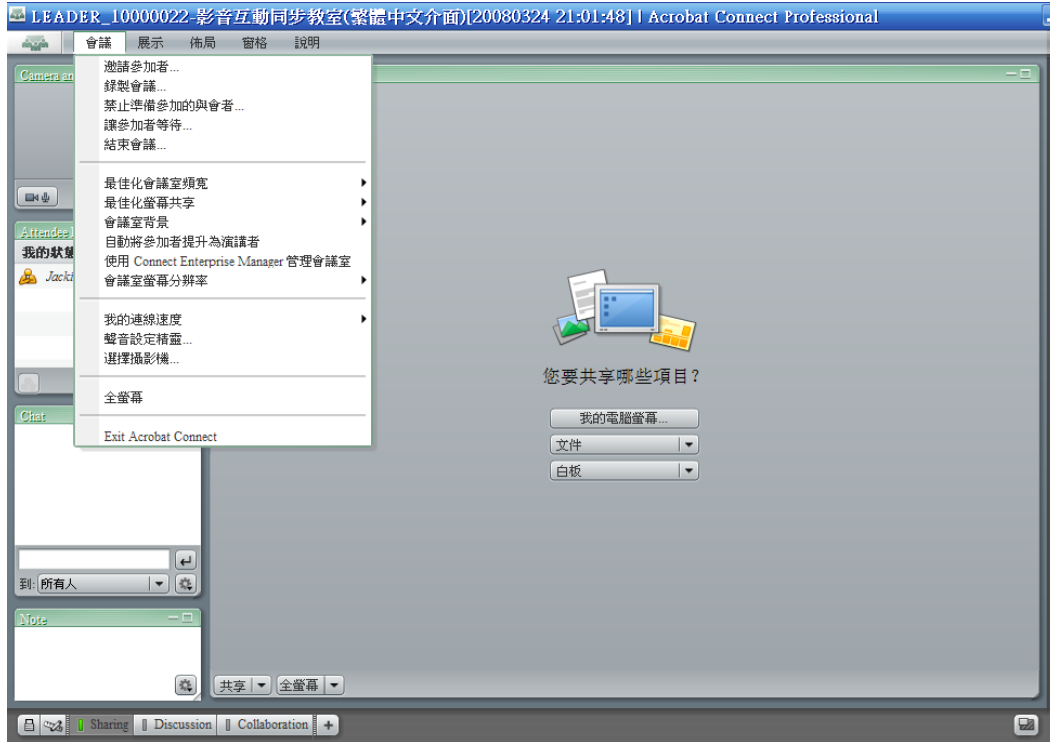 LEADER_10000022-影音互動同步教室(繁體中文介面)[20080324 21:01:48] | Acrobat Connect Professional
會議 展示 佈局 窗格 說明
Camera an
邀請參加者...
錄製會議...
禁止準備參加的與會者...
讓參加者等待...
結束會議...
最佳化會議室頻寬
最佳化螢幕共享
會議室背景
自動將參加者提升為演講者
使用 Connect Enterprise Manager 管理會議室
會議室螢幕分辨率
我的連線速度
聲音設定精靈...
選擇攝影機...
全螢幕
Exit Acrobat Connect
Attendee l
我的狀態
Jacki
您要共享哪些項目?
我的電腦螢幕...
文件
白板
Chat
到: 所有人
Note
共享 全螢幕
Sharing Discussion Collaboration +